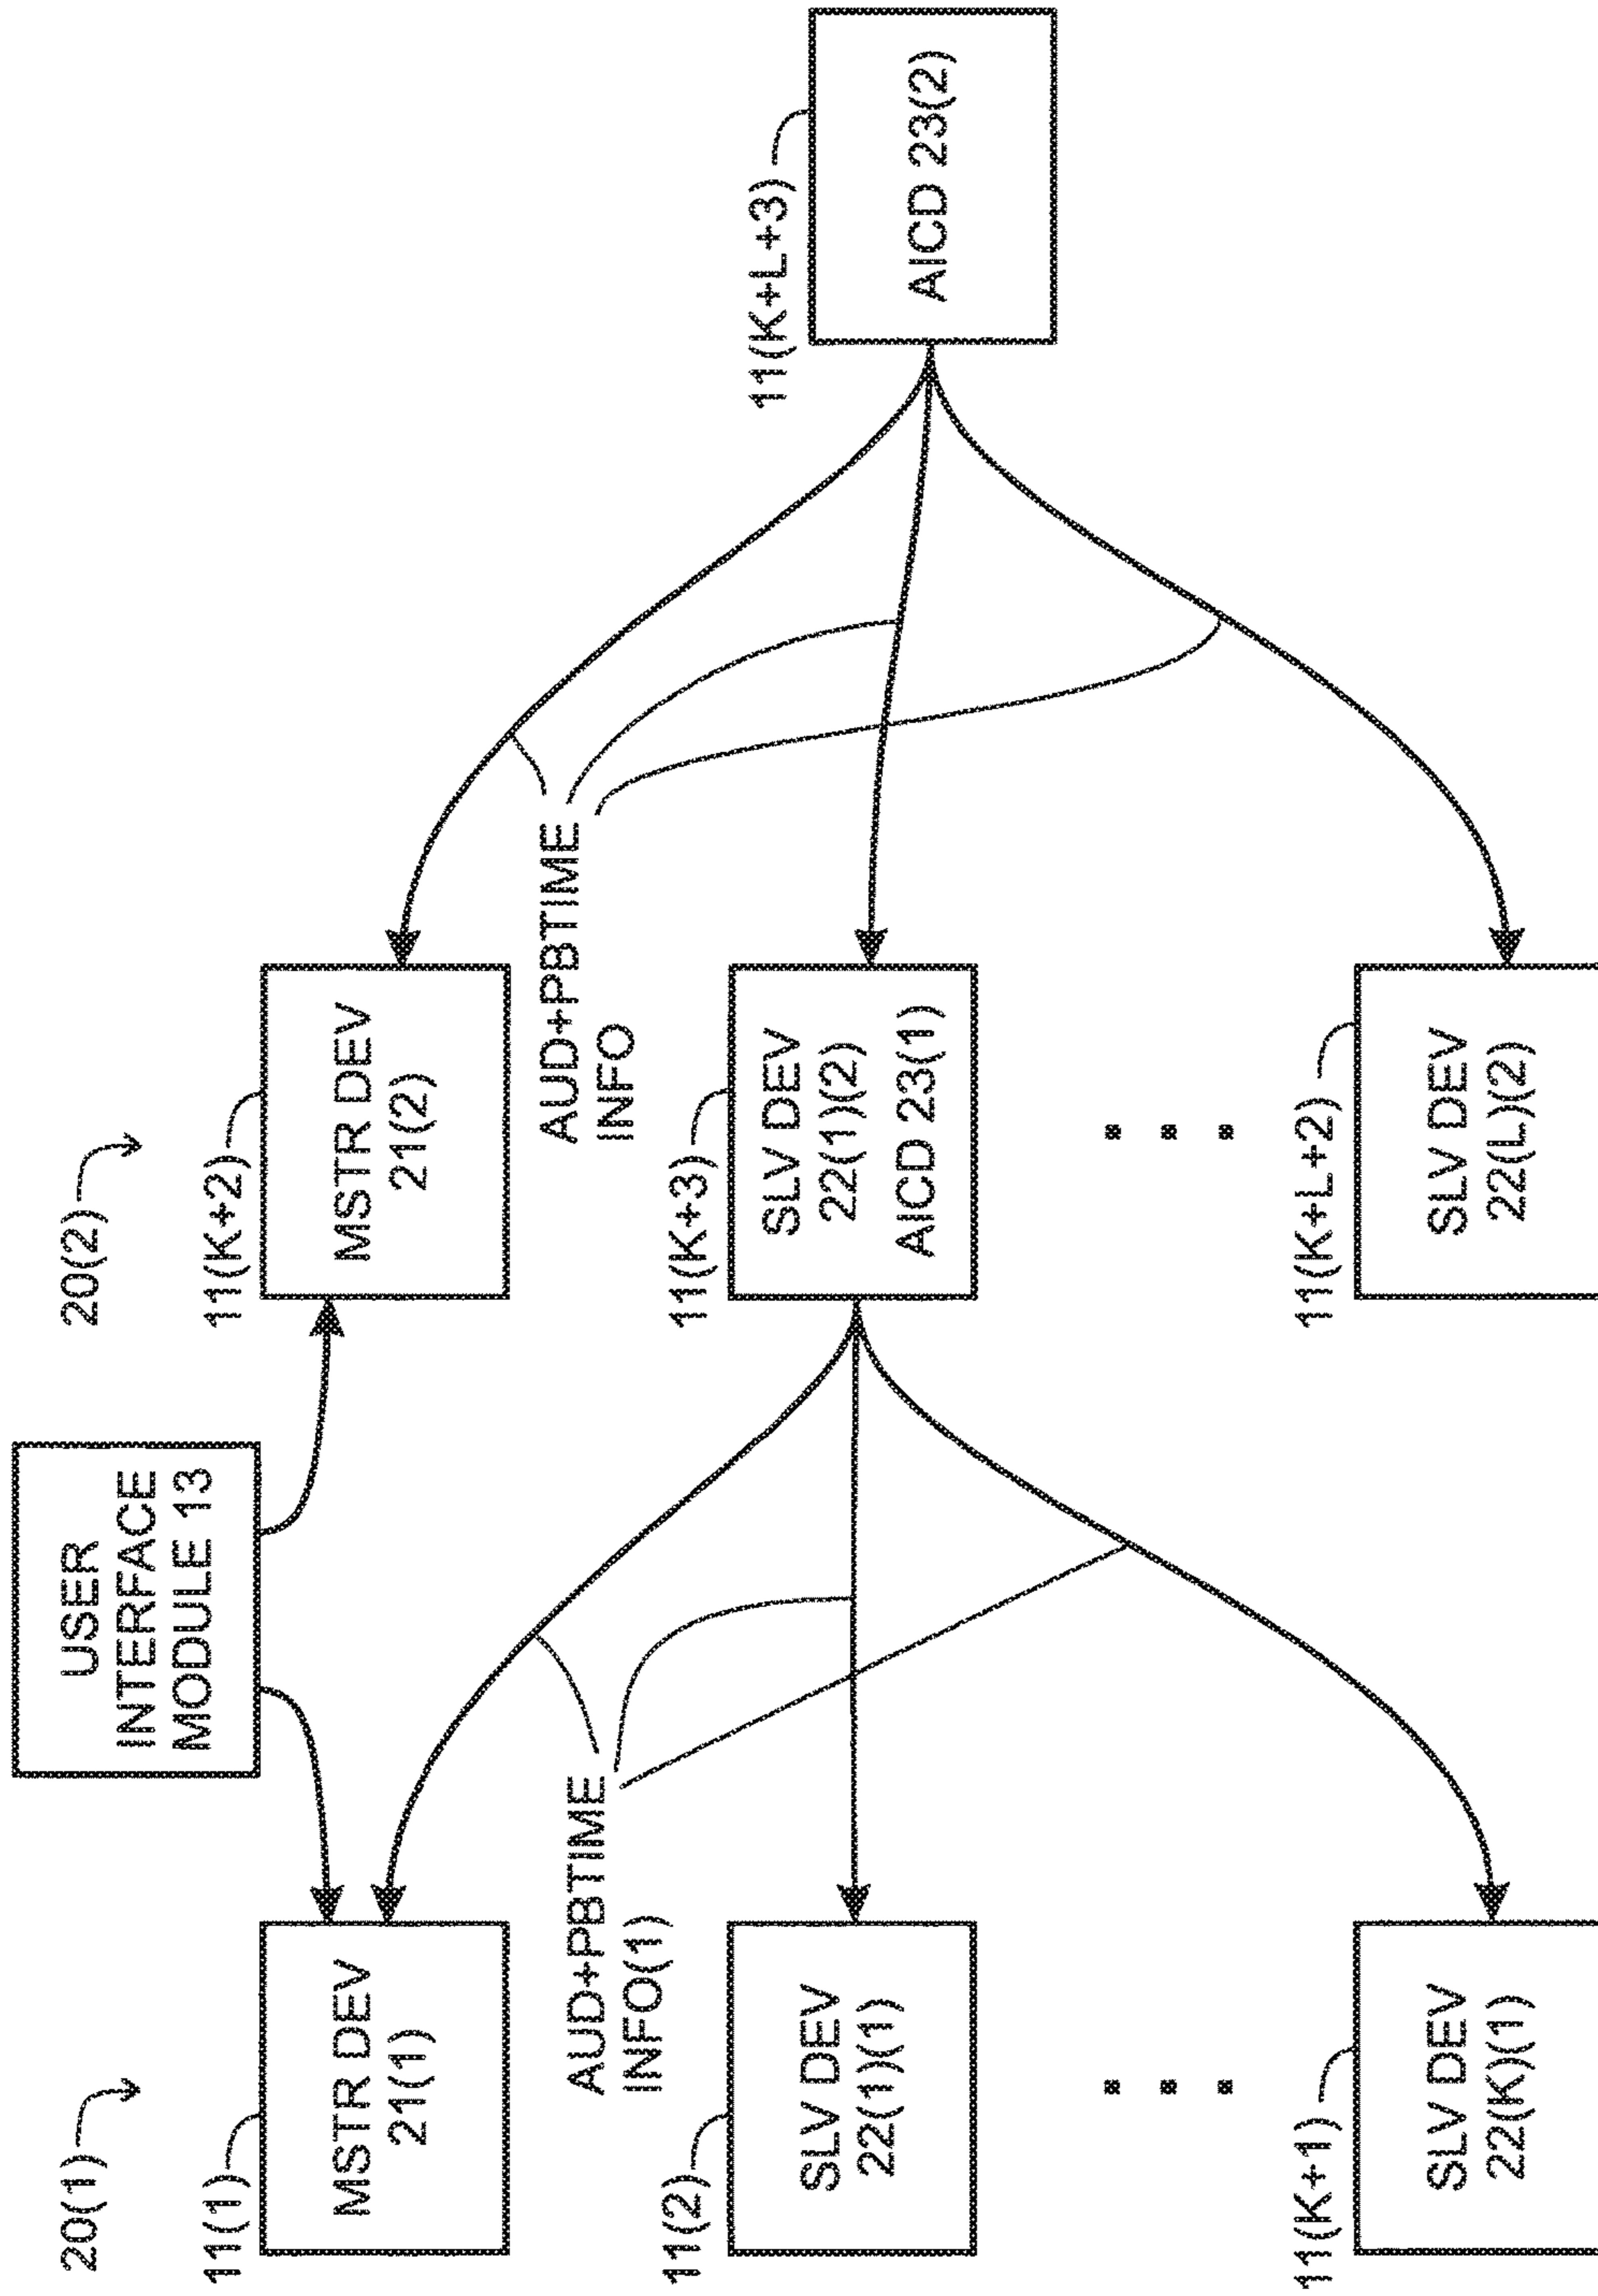 USER
INTERFACE
MODULE 13
20(1)
20(2)
11(1)
MSTR DEV
21(1)
11(K+2)
MSTR DEV
21(2)
AUD+PBTIME
INFO(1)
AUD+PBTIME
INFO
11(K+L+3)
AICD 23(2)
11(2)
SLV DEV
22(1)(1)
11(K+3)
SLV DEV
22(1)(2)
AICD 23(1)
11(K+1)
SLV DEV
22(K)(1)
11(K+L+2)
SLV DEV
22(L)(2)